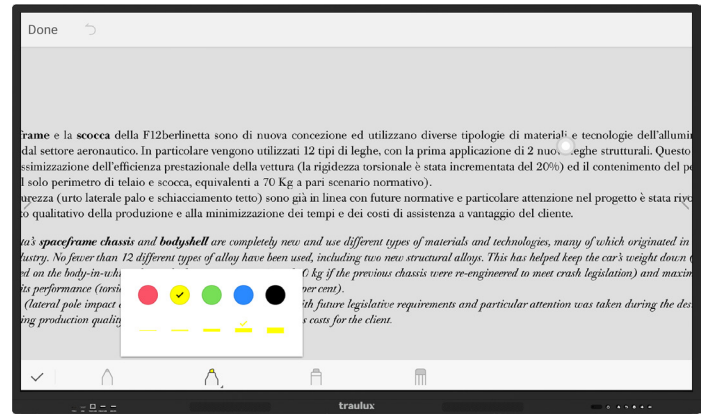 Done
frame e la scocca della F12berlinetta sono di nuova concezione ed utilizzano diverse tipologie di materiali e tecnologie dell'allumi
dal settore aeronautico. In particolare vengono utilizzati 12 tipi di leghe, con la prima applicazione di 2 nuove leghe strutturali. Questo
ssimizzazione dell'efficienza prestazionale della vettura (la rigidezza torsionale è stata incrementata del 20%) ed il contenimento del pe
l solo perimetro di telaio e scocca, equivalenti a 70 Kg a pari scenario normativo).
urezza (urto laterale palo e schiacciamento tetto) sono già in linea con future normative e particolare attenzione nel progetto è stata rivo
o qualitativo della produzione e alla minimizzazione dei tempi e dei costi di assistenza a vantaggio del cliente.
ta's spaceframe chassis and bodyshell are completely new and use different types of materials and technologies, many of which originated in
dustry. No fewer than 12 different types of alloy have been used, including two new structural alloys. This has helped keep the car's weight down
ed on the body-in-whi 0 kg if the previous chassis were re-engineered to meet crash legislation) and maxim
its performance (torsi per cent).
(lateral pole impact th future legislative requirements and particular attention was taken during the des
ing production quality s costs for the client.
traulux